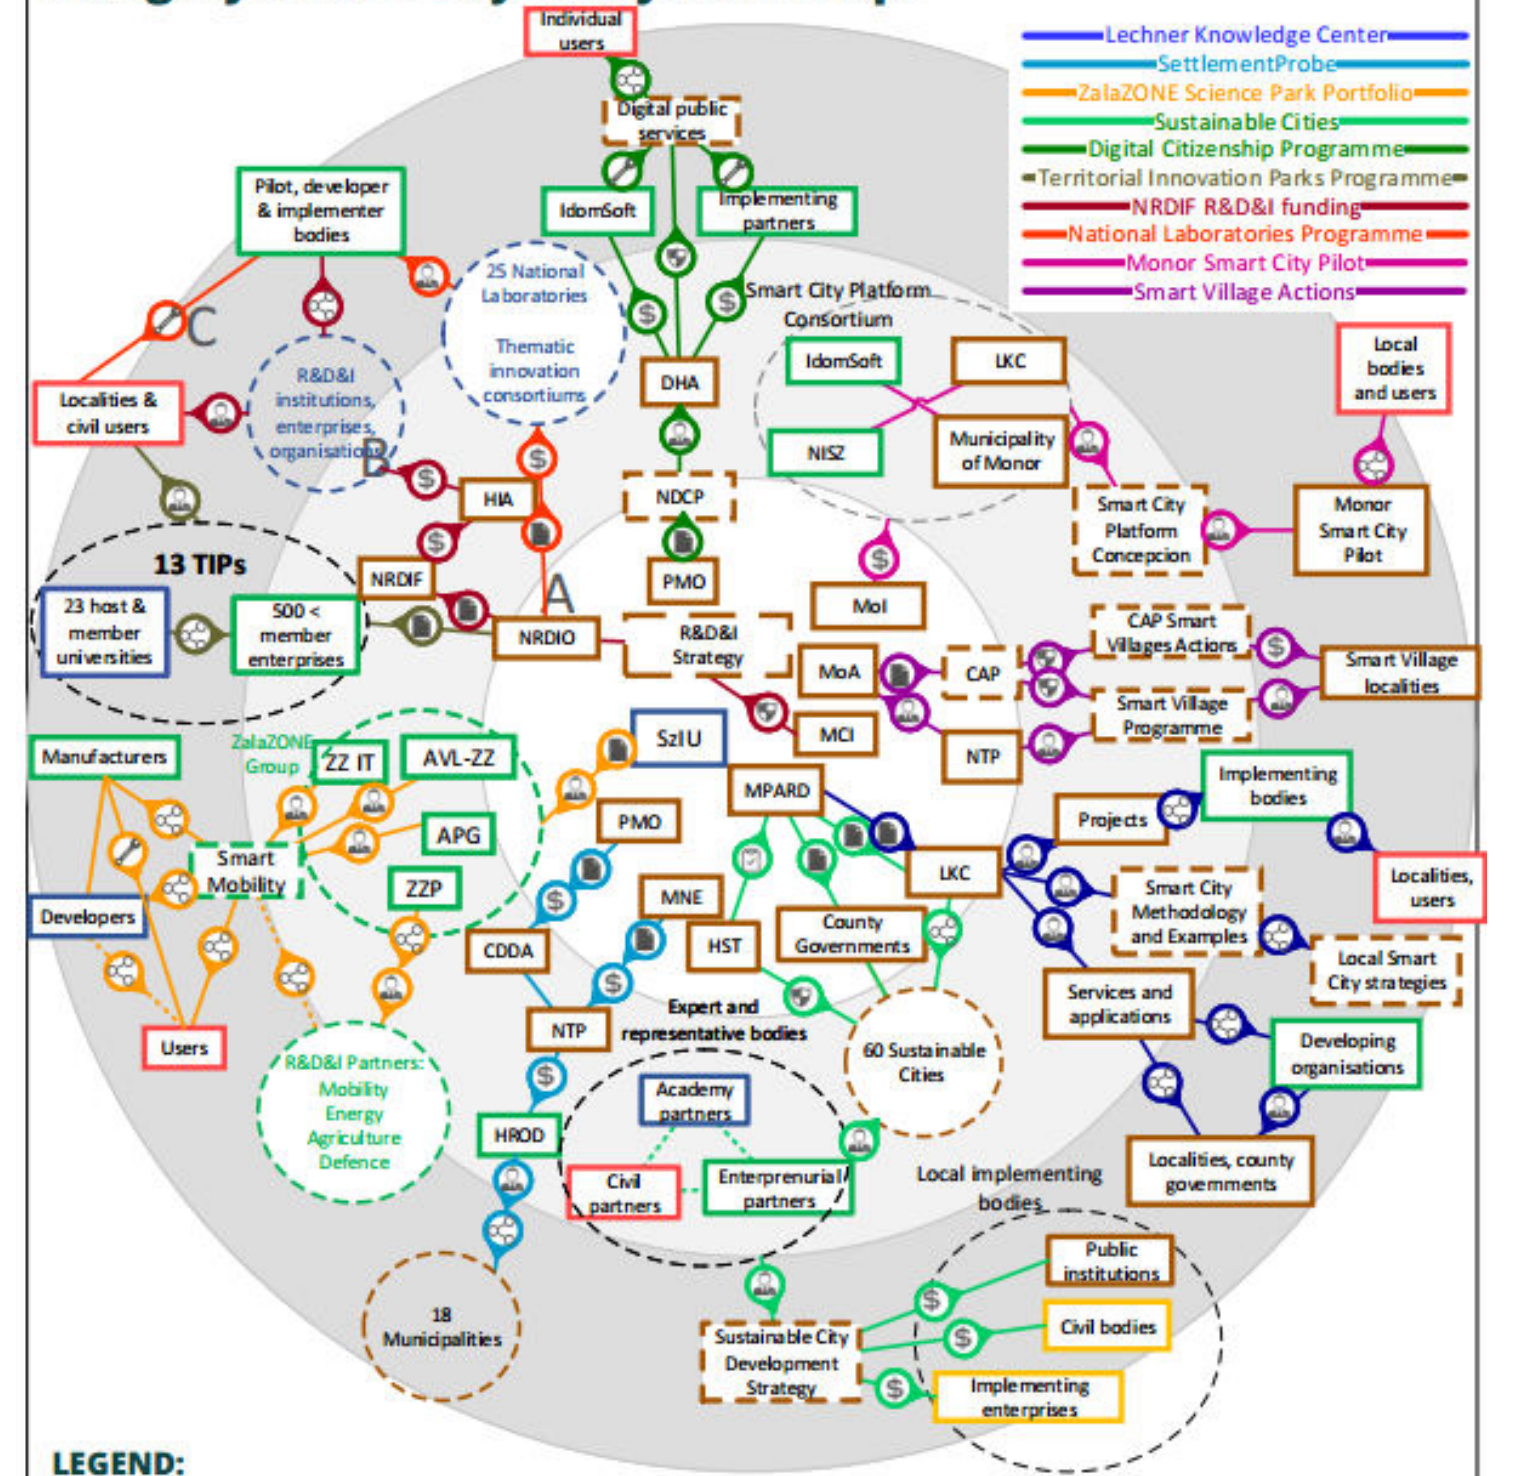 Individual
users
Lechner Knowledge Center
SettlementProbe
ZalaZONE Science Park Portfolio
Sustainable Cities
Digital Citizenship Programme
Territorial Innovation Parks Programme
NRDIF R&D&I funding
National Laboratories Programme
Monor Smart City Pilot
Smart Village Actions
Digital public
services
Pilot, developer
& implementer
bodies
IdomSoft
Implementing
partners
25 National
Laboratories
Thematic
innovation
consortiums
Smart City Platform
Consortium
C
IdomSoft
LKC
Local
bodies
and users
DHA
R&D&I
institutions,
enterprises,
organisations
Localities &
civil users
B
NISZ
Municipality
of Monor
HIA
NDCP
Smart City
Platform
Concepcion
Monor
Smart City
Pilot
13 TIPs
NRDIF
A
PMO
MoI
23 host &
member
universities
500 <
member
enterprises
NRDIO
R&D&I
Strategy
CAP Smart
Villages Actions
MoA
CAP
Smart Village
localities
Smart Village
Programme
MCI
NTP
SzIU
Manufacturers
ZalaZONE
Group
ZZ IT
AVL-ZZ
APG
ZZP
Smart
Mobility
Developers
Users
MPARD
PMO
Projects
Implementing
bodies
LKC
Localities,
users
MNE
CDDA
HST
County
Governments
Smart City
Methodology
and Examples
Local Smart
City strategies
Services and
applications
NTP
Expert and
representative bodies
60 Sustainable
Cities
Developing
organisations
R&D&I Partners:
Mobility
Energy
Agriculture
Defence
Academy
partners
HROD
Civil
partners
Enterprenurial
partners
Localities, county
governments
Local implementing
bodies
Public
institutions
18
Municipalities
Civil bodies
Sustainable City
Development
Strategy
Implementing
enterprises
LEGEND: